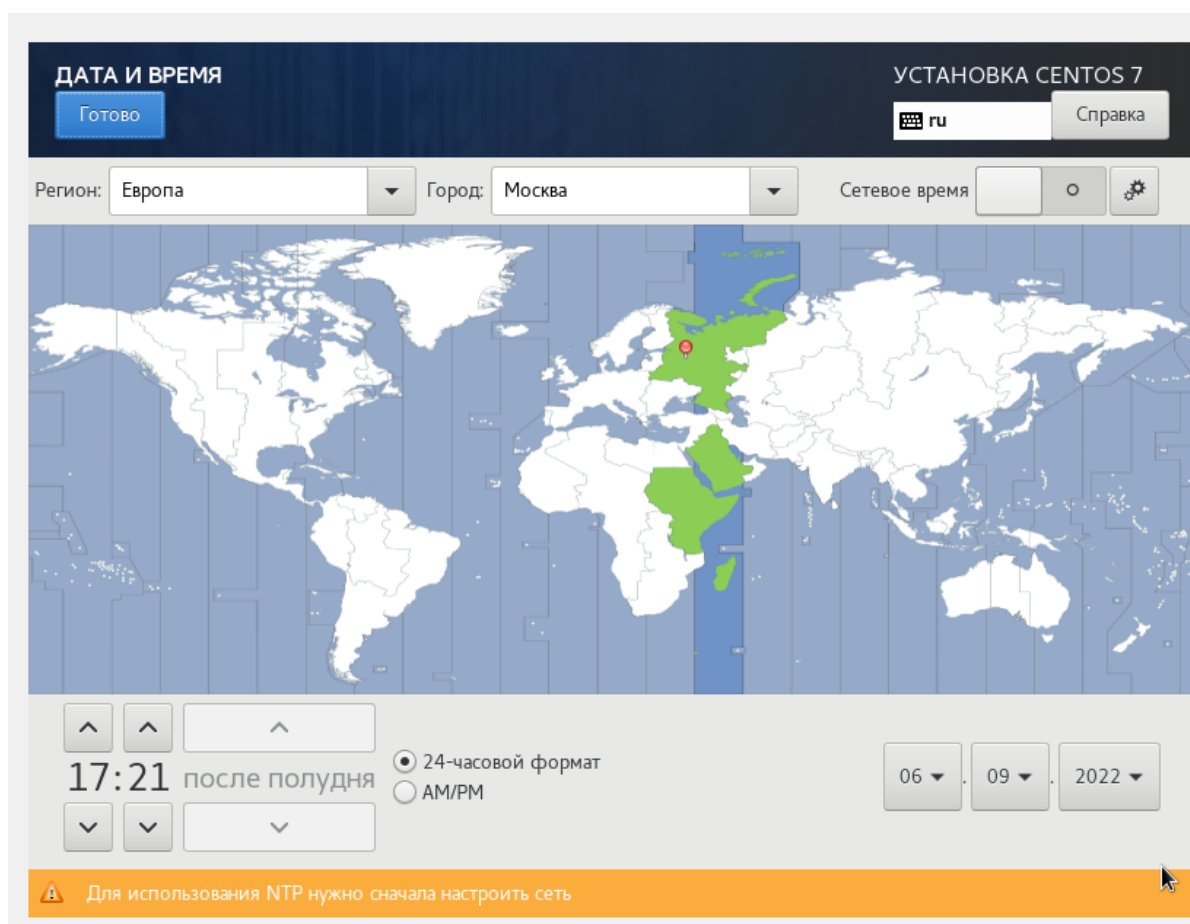 ДАТА И ВРЕМЯ
УСТАНОВКА CENTOS 7
Готово
ru
Справка
Регион:
Европа
Город:
Москва
Сетевое время
17:21 после полудня
24-часовой формат
AM/PM
06 . 09 . 2022
Для использования NTP нужно сначала настроить сеть